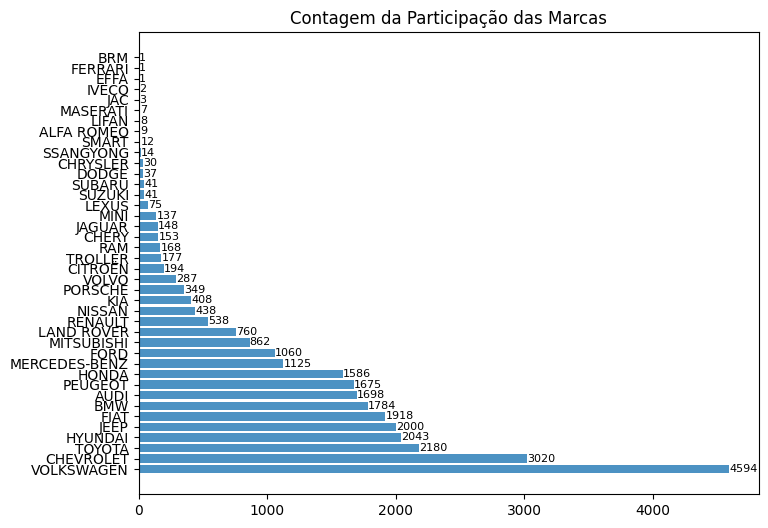 Contagem da Participação das Marcas
BRM 1
FERRARI 1
EFFA 1
IVECO 2
JAC 3
MASERATI 7
LIFAN 8
ALFA ROMEO 9
SMART 12
SSANGYONG 14
CHRYSLER 30
DODGE 37
SUBARU 41
SUZUKI 41
LEXUS 75
MINI 137
JAGUAR 148
CHERY 153
RAM 168
TROLLER 177
CITROËN 194
VOLVO 287
PORSCHE 349
KIA 408
NISSAN 438
RENAULT 538
LAND ROVER 760
MITSUBISHI 862
FORD 1060
MERCEDES-BENZ 1125
HONDA 1586
PEUGEOT 1675
AUDI 1698
BMW 1784
FIAT 1918
JEEP 2000
HYUNDAI 2043
TOYOTA 2180
CHEVROLET 3020
VOLKSWAGEN 4594
0 1000 2000 3000 4000